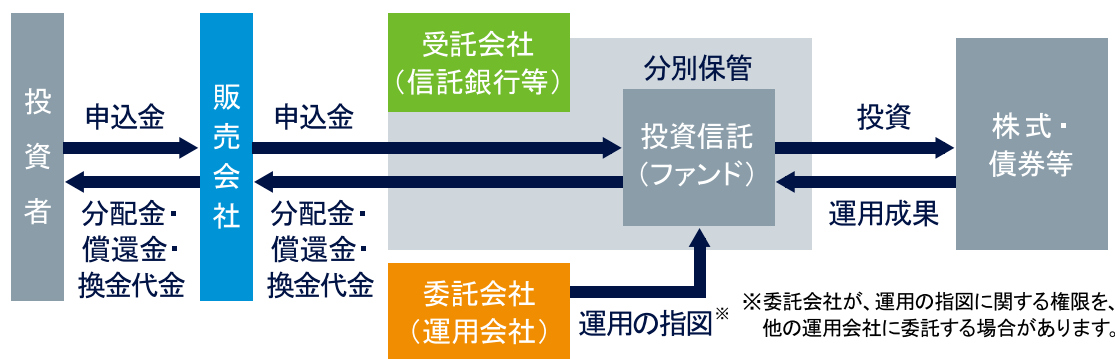 投資者
申込金
分配金・
償還金・
換金代金
販売会社
申込金
分配金・
償還金・
換金代金
受託会社
（信託銀行等）
分別保管
投資信託
（ファンド）
委託会社
（運用会社）
運用の指図※
投資
運用成果
株式・
債券等
※委託会社が、運用の指図に関する権限を、
他の運用会社に委託する場合があります。